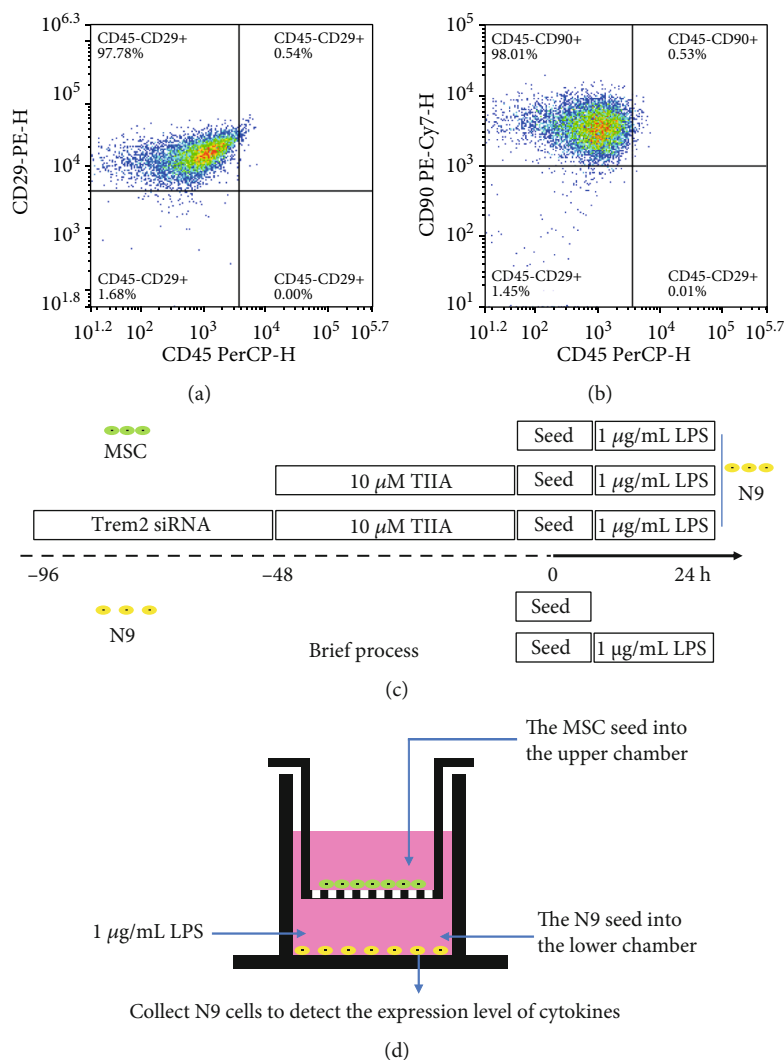 CD45-CD29+
97.78%
CD45-CD29+
0.54%
CD45-CD29+
1.68%
CD45-CD29+
0.00%
10^6.3
10^5
10^4
10^3
10^1.8
CD29-PE-H
10^1.2 10^2 10^3 10^4 10^5.7
CD45 PerCP-H
(a)
CD45-CD90+
98.01%
CD45-CD90+
0.53%
CD45-CD29+
1.45%
CD45-CD29+
0.01%
10^5
10^4
10^3
10^2
10^1
CD90 PE-Cy7-H
10^1.2 10^2 10^3 10^4 10^5 10^5.7
CD45 PerCP-H
(b)
MSC
Seed 1 μg/mL LPS
10 μM TIIA Seed 1 μg/mL LPS
N9
Trem2 siRNA 10 μM TIIA Seed 1 μg/mL LPS
−96 −48 0 24 h
N9
Seed
Brief process
Seed 1 μg/mL LPS
(c)
The MSC seed into
the upper chamber
1 μg/mL LPS
The N9 seed into
the lower chamber
Collect N9 cells to detect the expression level of cytokines
(d)